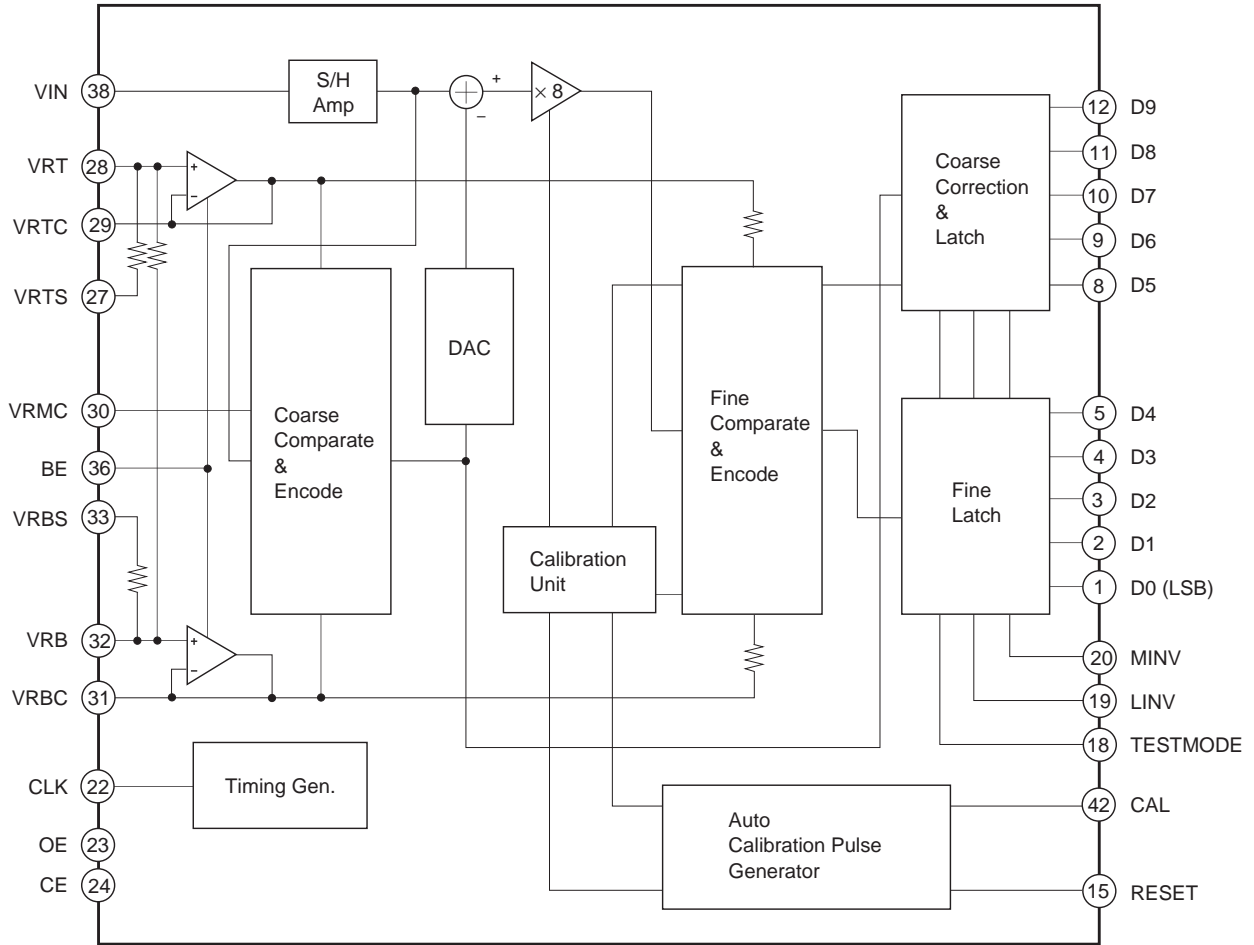 VIN 38
VRT 28
VRTC 29
VRTS 27
VRMC 30
BE 36
VRBS 33
VRB 32
VRBC 31
CLK 22
OE 23
CE 24
S/H
Amp
+
−
× 8
+
−
+
−
DAC
Coarse
Comparate
&
Encode
Fine
Comparate
&
Encode
Calibration
Unit
Timing Gen.
Auto
Calibration Pulse
Generator
Coarse
Correction
&
Latch
Fine
Latch
12 D9
11 D8
10 D7
9 D6
8 D5
5 D4
4 D3
3 D2
2 D1
1 D0 (LSB)
20 MINV
19 LINV
18 TESTMODE
42 CAL
15 RESET